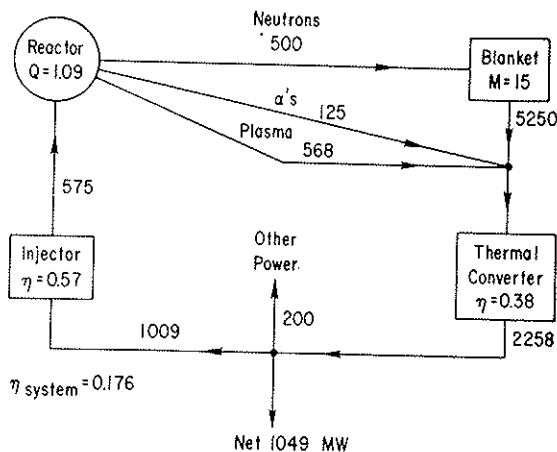 Neutrons
500
Reactor
Q = 1.09
Blanket
M = 15
α's
125
Plasma
568
5250
575
Injector
η = 0.57
Other
Power
Thermal
Converter
η = 0.38
200
1009
2258
η system = 0.176
Net 1049 MW